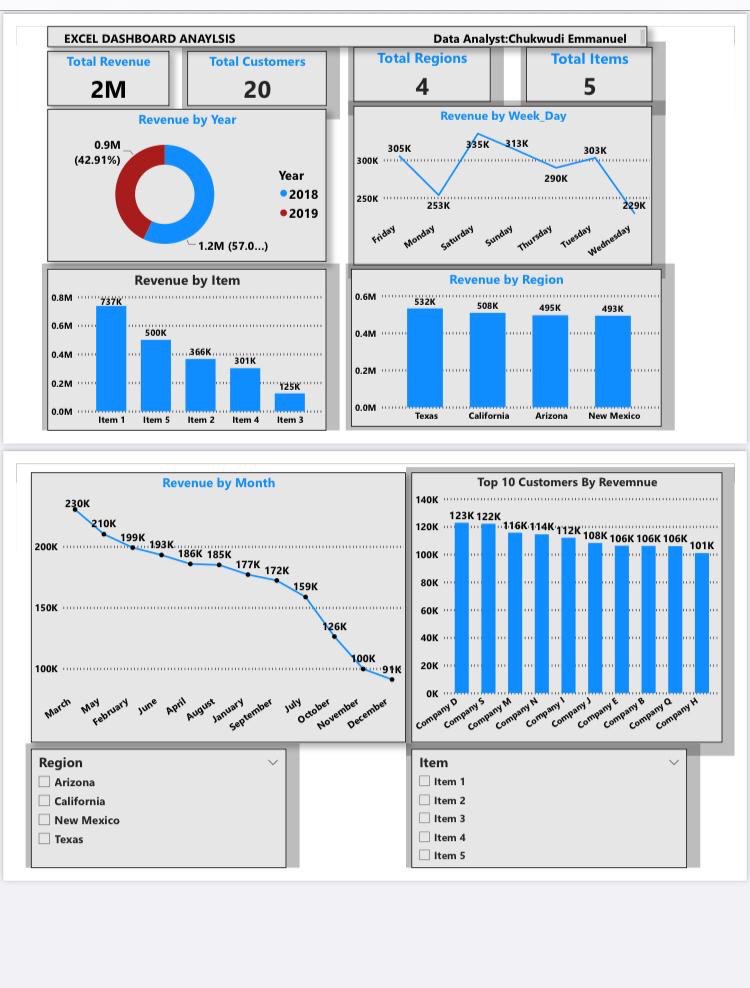 EXCEL DASHBOARD ANAYLSIS
Data Analyst:Chukwudi Emmanuel
Total Revenue
2M
Total Customers
20
Total Regions
4
Total Items
5
Revenue by Year
0.9M
(42.91%)
Year
2018
2019
1.2M (57.0...)
Revenue by Week_Day
300K
250K
305K
253K
335K
313K
290K
303K
229K
Friday
Monday
Saturday
Sunday
Thursday
Tuesday
Wednesday
Revenue by Item
0.8M
0.6M
0.4M
0.2M
0.0M
737K
500K
366K
301K
125K
Item 1
Item 5
Item 2
Item 4
Item 3
Revenue by Region
0.6M
0.4M
0.2M
0.0M
532K
508K
495K
493K
Texas
California
Arizona
New Mexico
Revenue by Month
200K
150K
100K
230K
210K
199K
193K
186K
185K
177K
172K
159K
126K
100K
91K
March
May
February
June
April
August
January
September
July
October
November
December
Top 10 Customers By Revemnue
140K
120K
100K
80K
60K
40K
20K
0K
123K
122K
116K
114K
112K
108K
106K
106K
106K
101K
Company D
Company S
Company M
Company N
Company I
Company J
Company E
Company B
Company Q
Company H
Region
Arizona
California
New Mexico
Texas
Item
Item 1
Item 2
Item 3
Item 4
Item 5